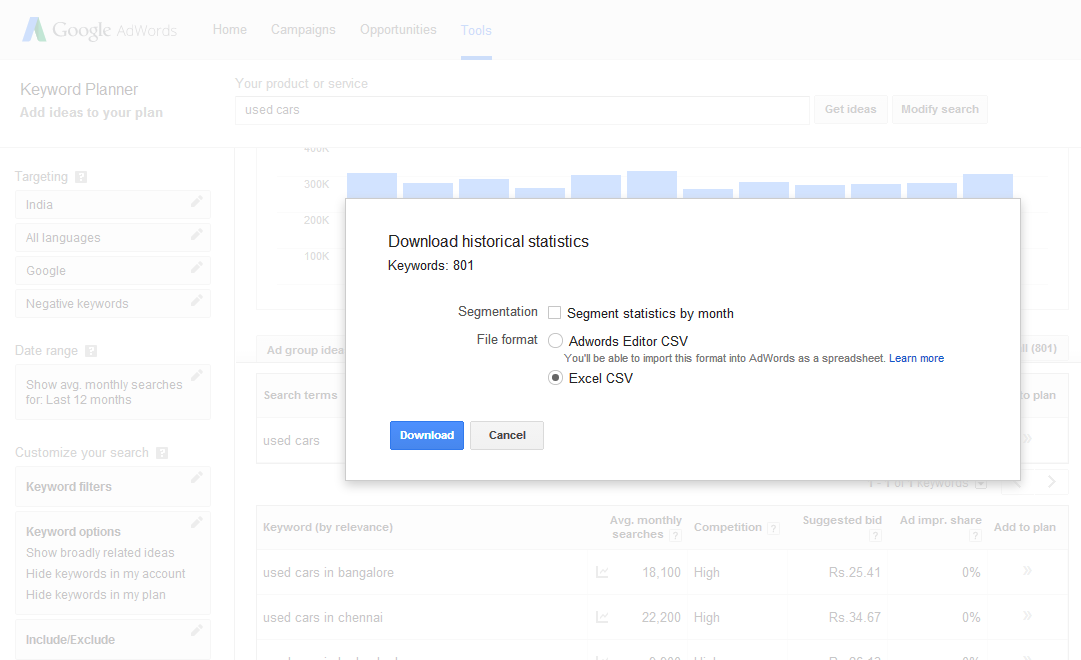 Google AdWords Home Campaigns Opportunities Tools
Keyword Planner
Add ideas to your plan
Your product or service
used cars Get ideas Modify search
Targeting ?
India
All languages
Google
Negative keywords
Date range ?
Show avg. monthly searches
for: Last 12 months
Customize your search ?
Keyword filters
Keyword options
Show broadly related ideas
Hide keywords in my account
Hide keywords in my plan
Include/Exclude
400K
300K
200K
100K
Download historical statistics
Keywords: 801
Segmentation Segment statistics by month
File format Adwords Editor CSV
You'll be able to import this format into AdWords as a spreadsheet. Learn more
Excel CSV
Download Cancel
Ad group idea
(801)
Search terms to plan
used cars
1 - 1 of 1 keywords
Keyword (by relevance) Avg. monthly searches ? Competition ? Suggested bid ? Ad impr. share ? Add to plan
used cars in bangalore 18,100 High Rs.25.41 0%
used cars in chennai 22,200 High Rs.34.67 0%